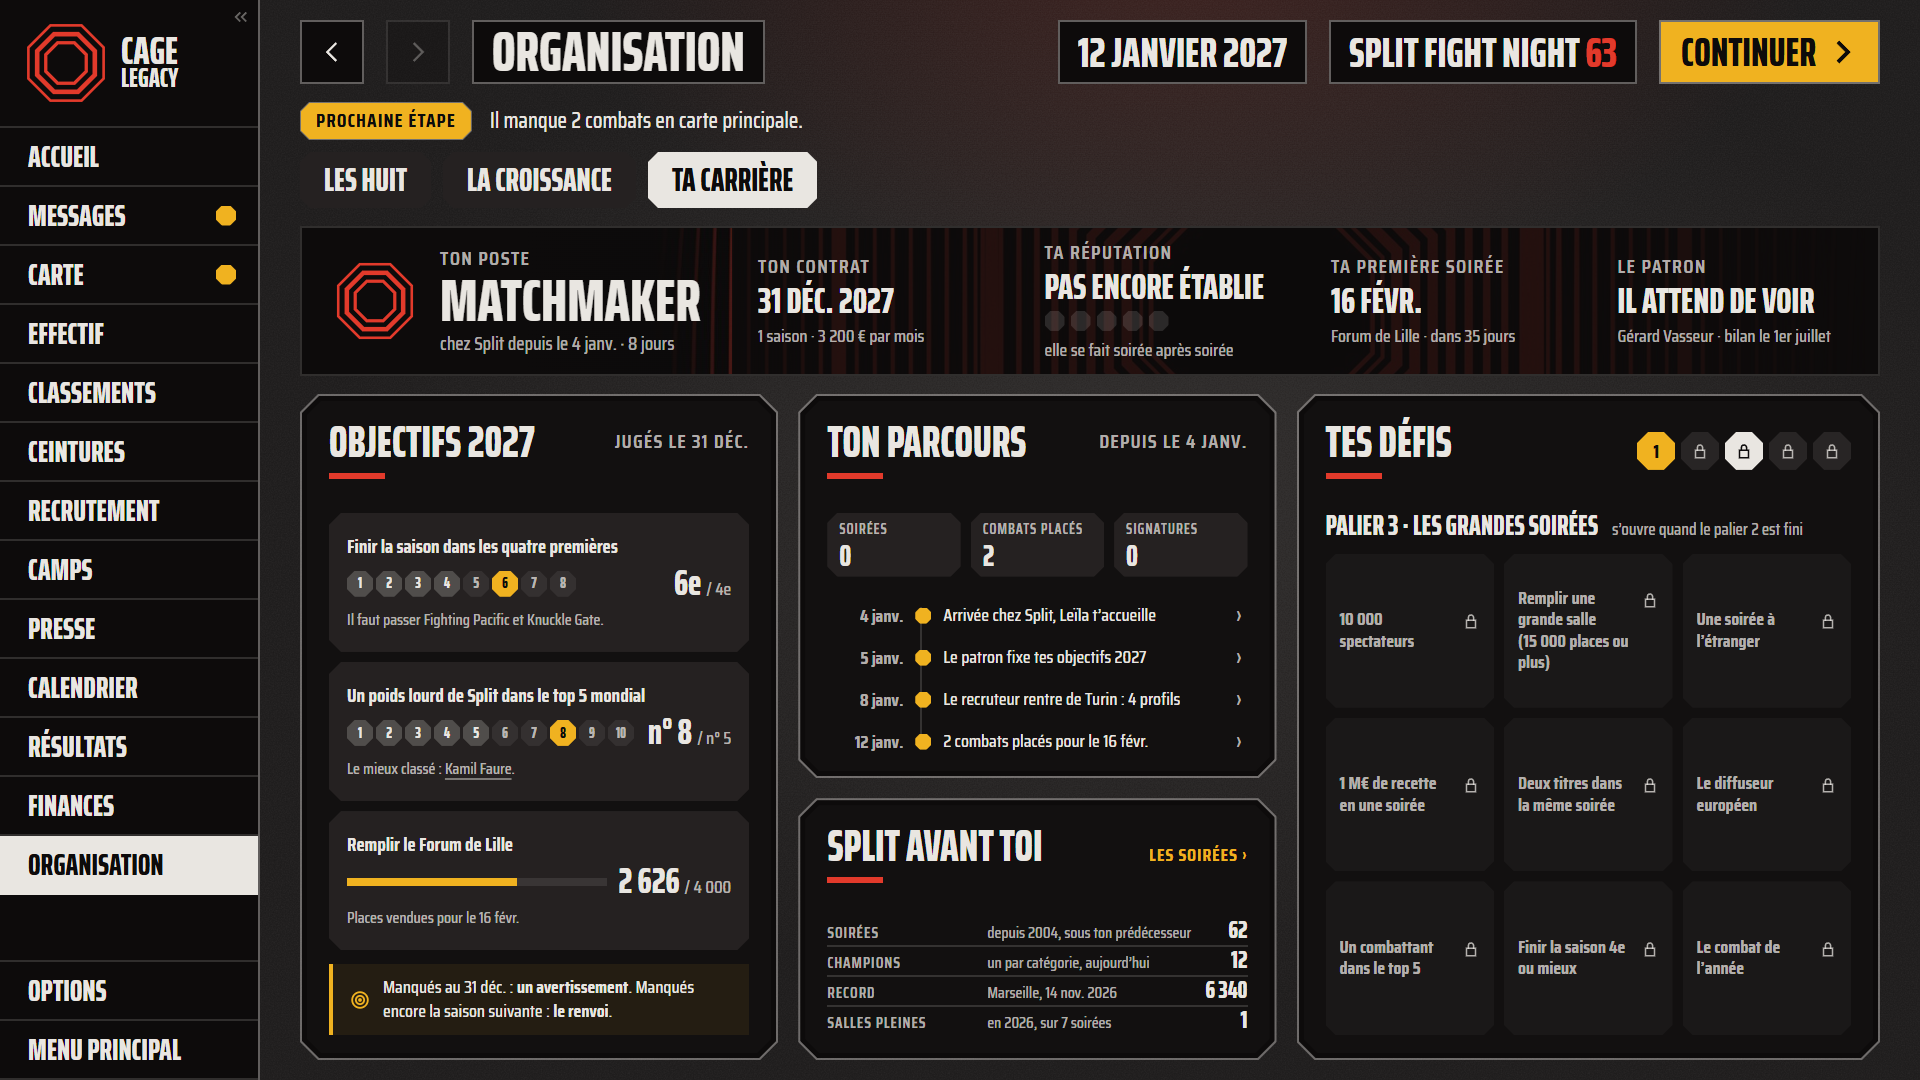 CAGE
LEGACY
«
ACCUEIL
MESSAGES
CARTE
EFFECTIF
CLASSEMENTS
CEINTURES
RECRUTEMENT
CAMPS
PRESSE
CALENDRIER
RÉSULTATS
FINANCES
ORGANISATION
OPTIONS
MENU PRINCIPAL
ORGANISATION
12 JANVIER 2027
SPLIT FIGHT NIGHT 63
CONTINUER
PROCHAINE ÉTAPE
Il manque 2 combats en carte principale.
LES HUIT
LA CROISSANCE
TA CARRIÈRE
TON POSTE
MATCHMAKER
chez Split depuis le 4 janv. · 8 jours
TON CONTRAT
31 DÉC. 2027
1 saison · 3 200 € par mois
TA RÉPUTATION
PAS ENCORE ÉTABLIE
elle se fait soirée après soirée
TA PREMIÈRE SOIRÉE
16 FÉVR.
Forum de Lille · dans 35 jours
LE PATRON
IL ATTEND DE VOIR
Gérard Vasseur · bilan le 1er juillet
OBJECTIFS 2027
JUGÉS LE 31 DÉC.
Finir la saison dans les quatre premières
1 2 3 4 5 6 7 8
6e / 4e
Il faut passer Fighting Pacific et Knuckle Gate.
Un poids lourd de Split dans le top 5 mondial
1 2 3 4 5 6 7 8 9 10
n° 8 / n° 5
Le mieux classé : Kamil Faure.
Remplir le Forum de Lille
2 626 / 4 000
Places vendues pour le 16 févr.
Manqués au 31 déc. : un avertissement. Manqués
encore la saison suivante : le renvoi.
TON PARCOURS
DEPUIS LE 4 JANV.
SOIRÉES
0
COMBATS PLACÉS
2
SIGNATURES
0
4 janv. Arrivée chez Split, Leïla t'accueille ›
5 janv. Le patron fixe tes objectifs 2027 ›
8 janv. Le recruteur rentre de Turin : 4 profils ›
12 janv. 2 combats placés pour le 16 févr. ›
SPLIT AVANT TOI
LES SOIRÉES ›
SOIRÉES depuis 2004, sous ton prédécesseur 62
CHAMPIONS un par catégorie, aujourd'hui 12
RECORD Marseille, 14 nov. 2026 6 340
SALLES PLEINES en 2026, sur 7 soirées 1
TES DÉFIS
1
PALIER 3 · LES GRANDES SOIRÉES s'ouvre quand le palier 2 est fini
10 000
spectateurs
Remplir une
grande salle
(15 000 places ou
plus)
Une soirée à
l'étranger
1 M€ de recette
en une soirée
Deux titres dans
la même soirée
Le diffuseur
européen
Un combattant
dans le top 5
Finir la saison 4e
ou mieux
Le combat de
l'année